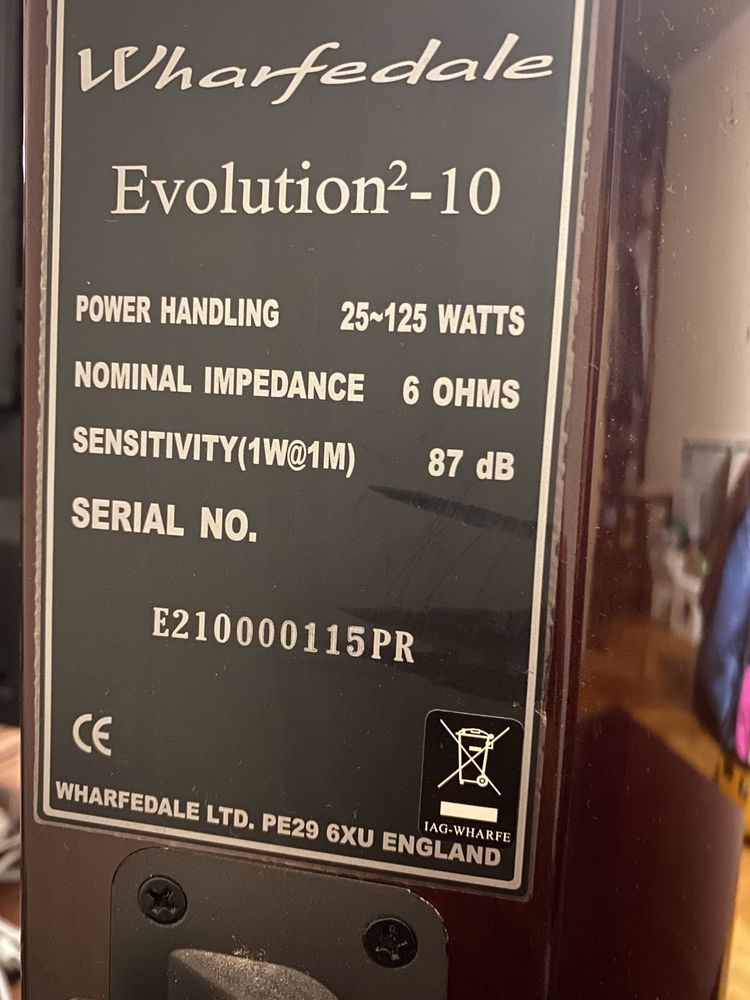 Wharfedale
Evolution²-10
POWER HANDLING 25~125 WATTS
NOMINAL IMPEDANCE 6 OHMS
SENSITIVITY(1W@1M) 87 dB
SERIAL NO.
E210000115PR
CE
IAG-WHARFE
WHARFEDALE LTD. PE29 6XU ENGLAND